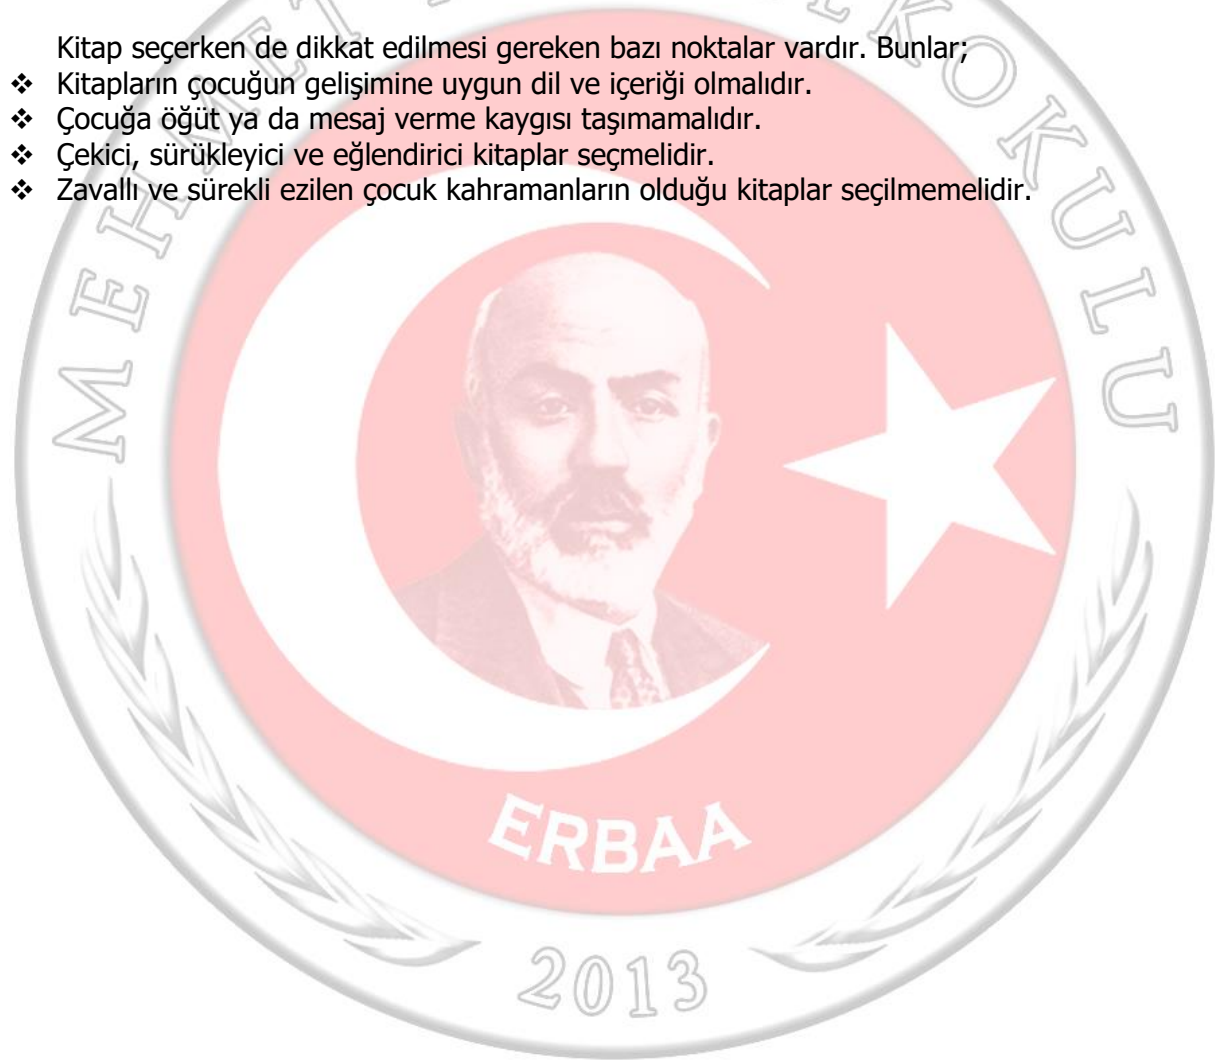 Kitap seçerken de dikkat edilmesi gereken bazı noktalar vardır. Bunlar;
❖ Kitapların çocuğun gelişimine uygun dil ve içeriği olmalıdır.
❖ Çocuğa öğüt ya da mesaj verme kaygısı taşımamalıdır.
❖ Çekici, sürükleyici ve eğlendirici kitaplar seçmelidir.
❖ Zavallı ve sürekli ezilen çocuk kahramanların olduğu kitaplar seçilmemelidir.
MEHMET
KOKULU
ERBAA
2013